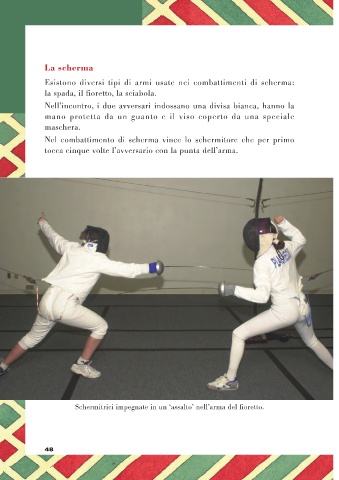 La scherma
Esistono diversi tipi di armi usate nei combattimenti di scherma:
la spada, il fioretto, la sciabola.
Nell'incontro, i due avversari indossano una divisa bianca, hanno la
mano protetta da un guanto e il viso coperto da una speciale
maschera.
Nel combattimento di scherma vince lo schermitore che per primo
tocca cinque volte l'avversario con la punta dell'arma.
Schermitrici impegnate in un 'assalto' nell'arma del fioretto.
48